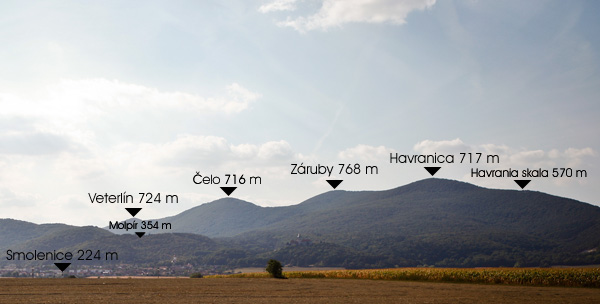 Havranica 717 m
Záruby 768 m
Havrania skala 570 m
Čelo 716 m
Veterlín 724 m
Molpír 354 m
Smolenice 224 m